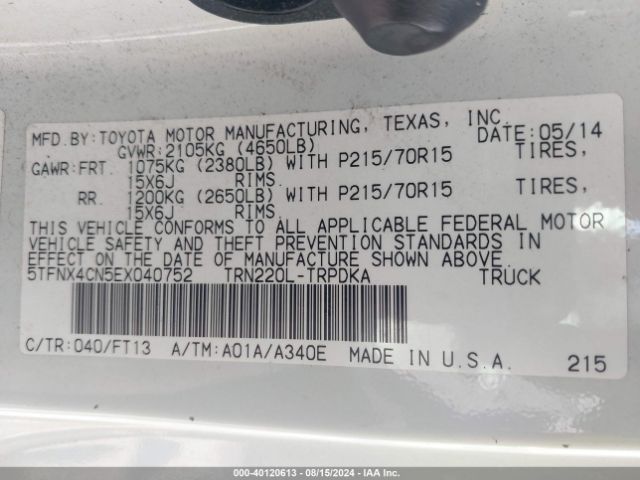 MFD.BY:TOYOTA MOTOR MANUFACTURING, TEXAS, INC.
GVWR:2105KG (4650LB) DATE:05/14
GAWR:FRT. 1075KG (2380LB) WITH P215/70R15 TIRES,
15X6J RIMS.
RR. 1200KG (2650LB) WITH P215/70R15 TIRES,
15X6J RIMS.
THIS VEHICLE CONFORMS TO ALL APPLICABLE FEDERAL MOTOR
VEHICLE SAFETY AND THEFT PREVENTION STANDARDS IN
EFFECT ON THE DATE OF MANUFACTURE SHOWN ABOVE.
5TFNX4CN5EX040752 TRN220L-TRPDKA TRUCK
C/TR:040/FT13 A/TM:A01A/A340E MADE IN U.S.A. 215
000-40120613 - 08/15/2024 - IAA Inc.